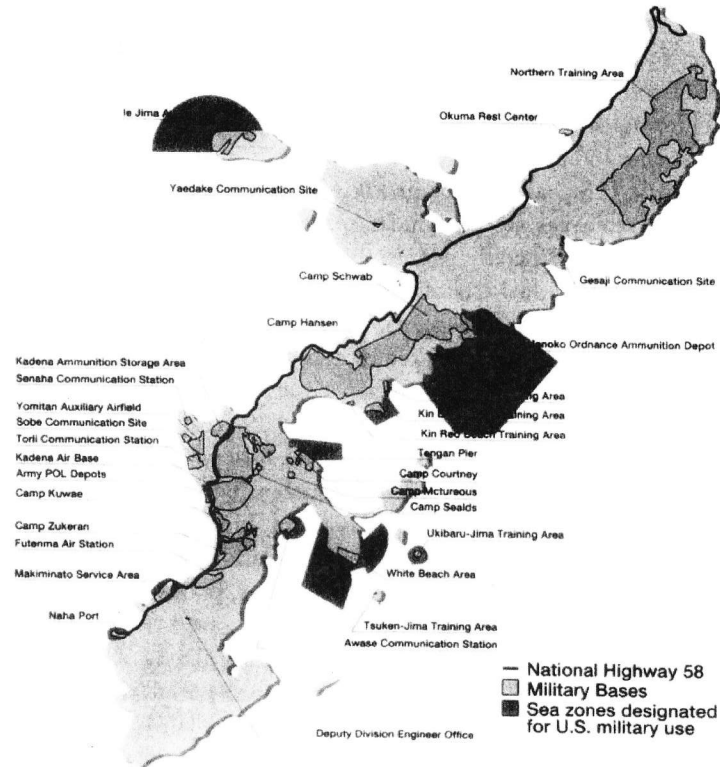 Northern Training Area
Ie Jima
Okuma Rest Center
Yaedake Communication Site
Camp Schwab
Gesaji Communication Site
Camp Hansen
Henoko Ordnance Ammunition Depot
Kadena Ammunition Storage Area
Senaha Communication Station
Training Area
Yomitan Auxiliary Airfield
Kin Training Area
Sobe Communication Site
Kin Red Beach Training Area
Torii Communication Station
Tengan Pier
Kadena Air Base
Army POL Depots
Camp Courtney
Camp Mctureous
Camp Kuwae
Camp Sealds
Camp Zukeran
Ukibaru-Jima Training Area
Futenma Air Station
Makiminato Service Area
White Beach Area
Naha Port
Tsuken-Jima Training Area
Awase Communication Station
National Highway 58
Military Bases
Sea zones designated
for U.S. military use
Deputy Division Engineer Office